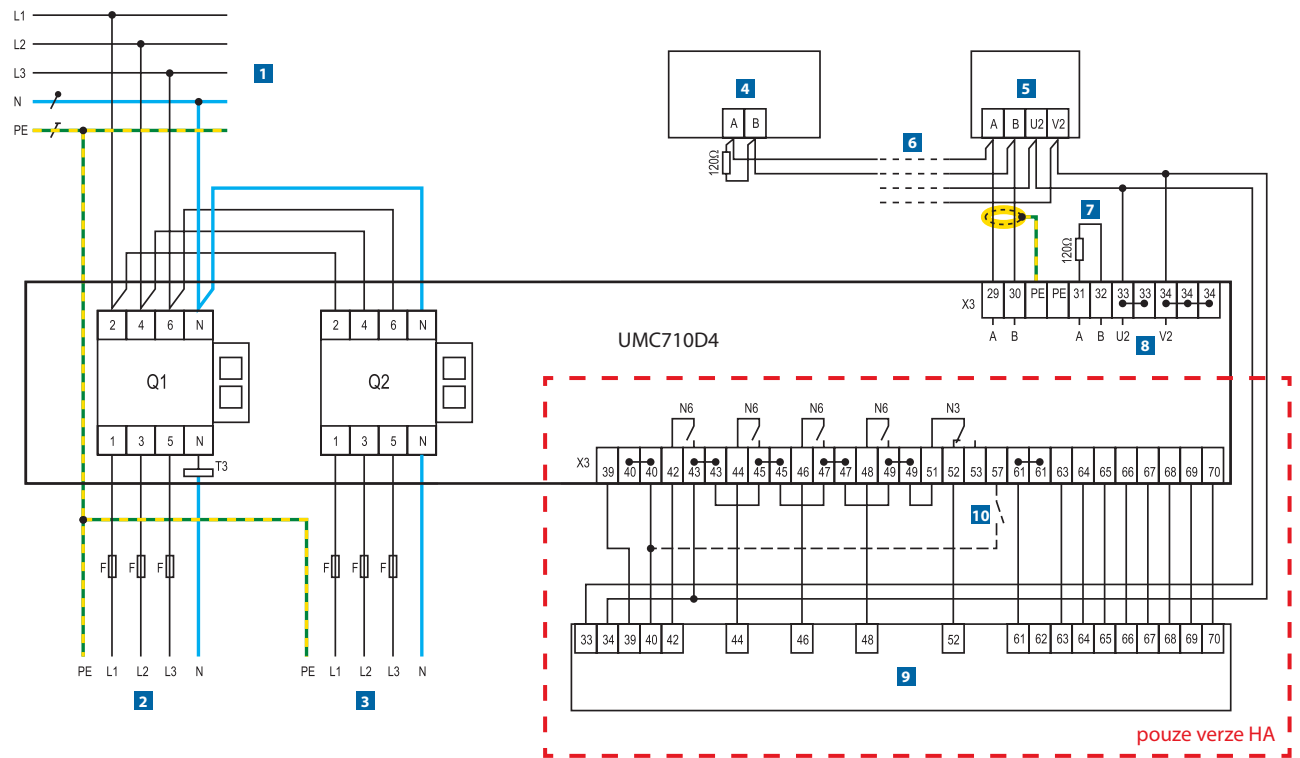 L1
L2
L3
N
PE
1
4
5
A B
A B U2 V2
6
120Ω
7
120Ω
X3
29 30 PE PE 31 32 33 33 34 34 34
A B A B U2 8 V2
UMC710D4
2 4 6 N
2 4 6 N
Q1
Q2
1 3 5 N
1 3 5 N
T3
N6 N6 N6 N6 N3
X3
39 40 40 42 43 43 44 45 45 46 47 47 48 49 49 51 52 53 57 61 61 63 64 65 66 67 68 69 70
10
F F F
F F F
33 34 39 40 42 44 46 48 52 61 62 63 64 65 66 67 68 69 70
PE L1 L2 L3 N
PE L1 L2 L3 N
2
3
9
pouze verze HA